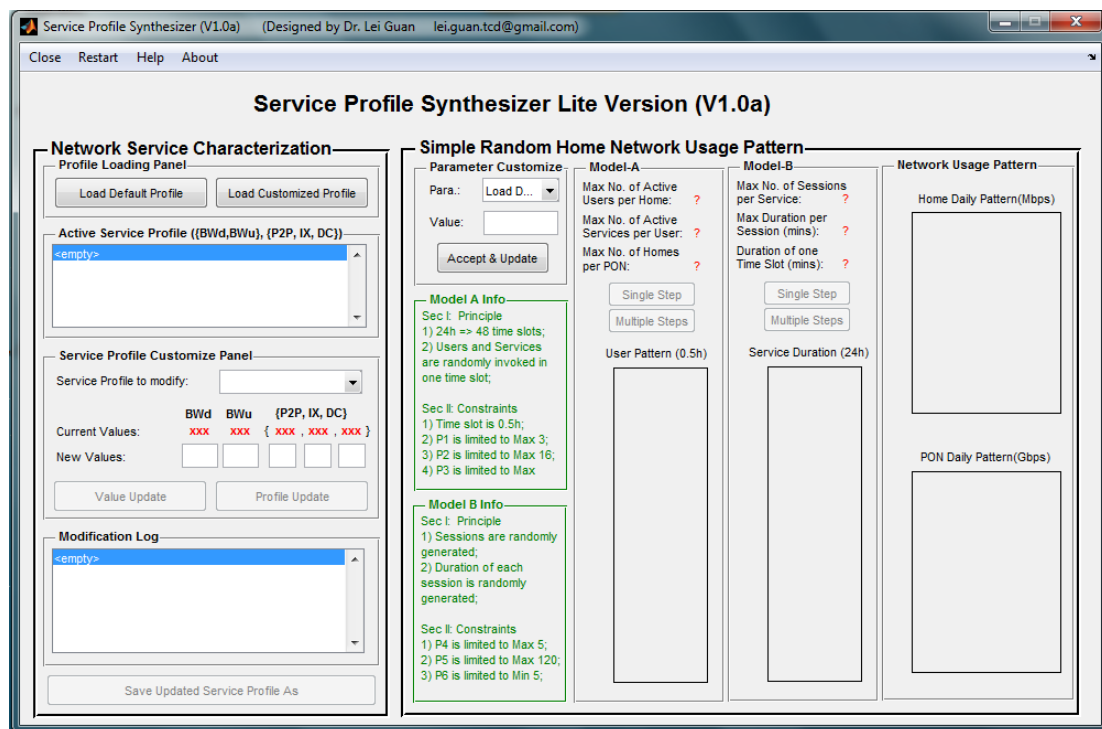 Service Profile Synthesizer (V1.0a) (Designed by Dr. Lei Guan lei.guan.tcd@gmail.com)
Close Restart Help About
Service Profile Synthesizer Lite Version (V1.0a)
Network Service Characterization
Profile Loading Panel
Load Default Profile Load Customized Profile
Active Service Profile ({BWd,BWu}, {P2P, IX, DC})
<empty>
Service Profile Customize Panel
Service Profile to modify:
BWd BWu {P2P, IX, DC}
Current Values: xxx xxx { xxx , xxx , xxx }
New Values:
Value Update Profile Update
Modification Log
<empty>
Save Updated Service Profile As
Simple Random Home Network Usage Pattern
Parameter Customize
Para.: Load D...
Value:
Accept & Update
Model A Info
Sec I: Principle
1) 24h => 48 time slots;
2) Users and Services
are randomly invoked in
one time slot;
Sec II: Constraints
1) Time slot is 0.5h;
2) P1 is limited to Max 3;
3) P2 is limited to Max 16;
4) P3 is limited to Max
Model B Info
Sec I: Principle
1) Sessions are randomly
generated;
2) Duration of each
session is randomly
generated;
Sec II: Constraints
1) P4 is limited to Max 5;
2) P5 is limited to Max 120;
3) P6 is limited to Min 5;
Model-A
Max No. of Active
Users per Home: ?
Max No. of Active
Services per User: ?
Max No. of Homes
per PON: ?
Single Step
Multiple Steps
User Pattern (0.5h)
Model-B
Max No. of Sessions
per Service: ?
Max Duration per
Session (mins): ?
Duration of one
Time Slot (mins): ?
Single Step
Multiple Steps
Service Duration (24h)
Network Usage Pattern
Home Daily Pattern(Mbps)
PON Daily Pattern(Gbps)